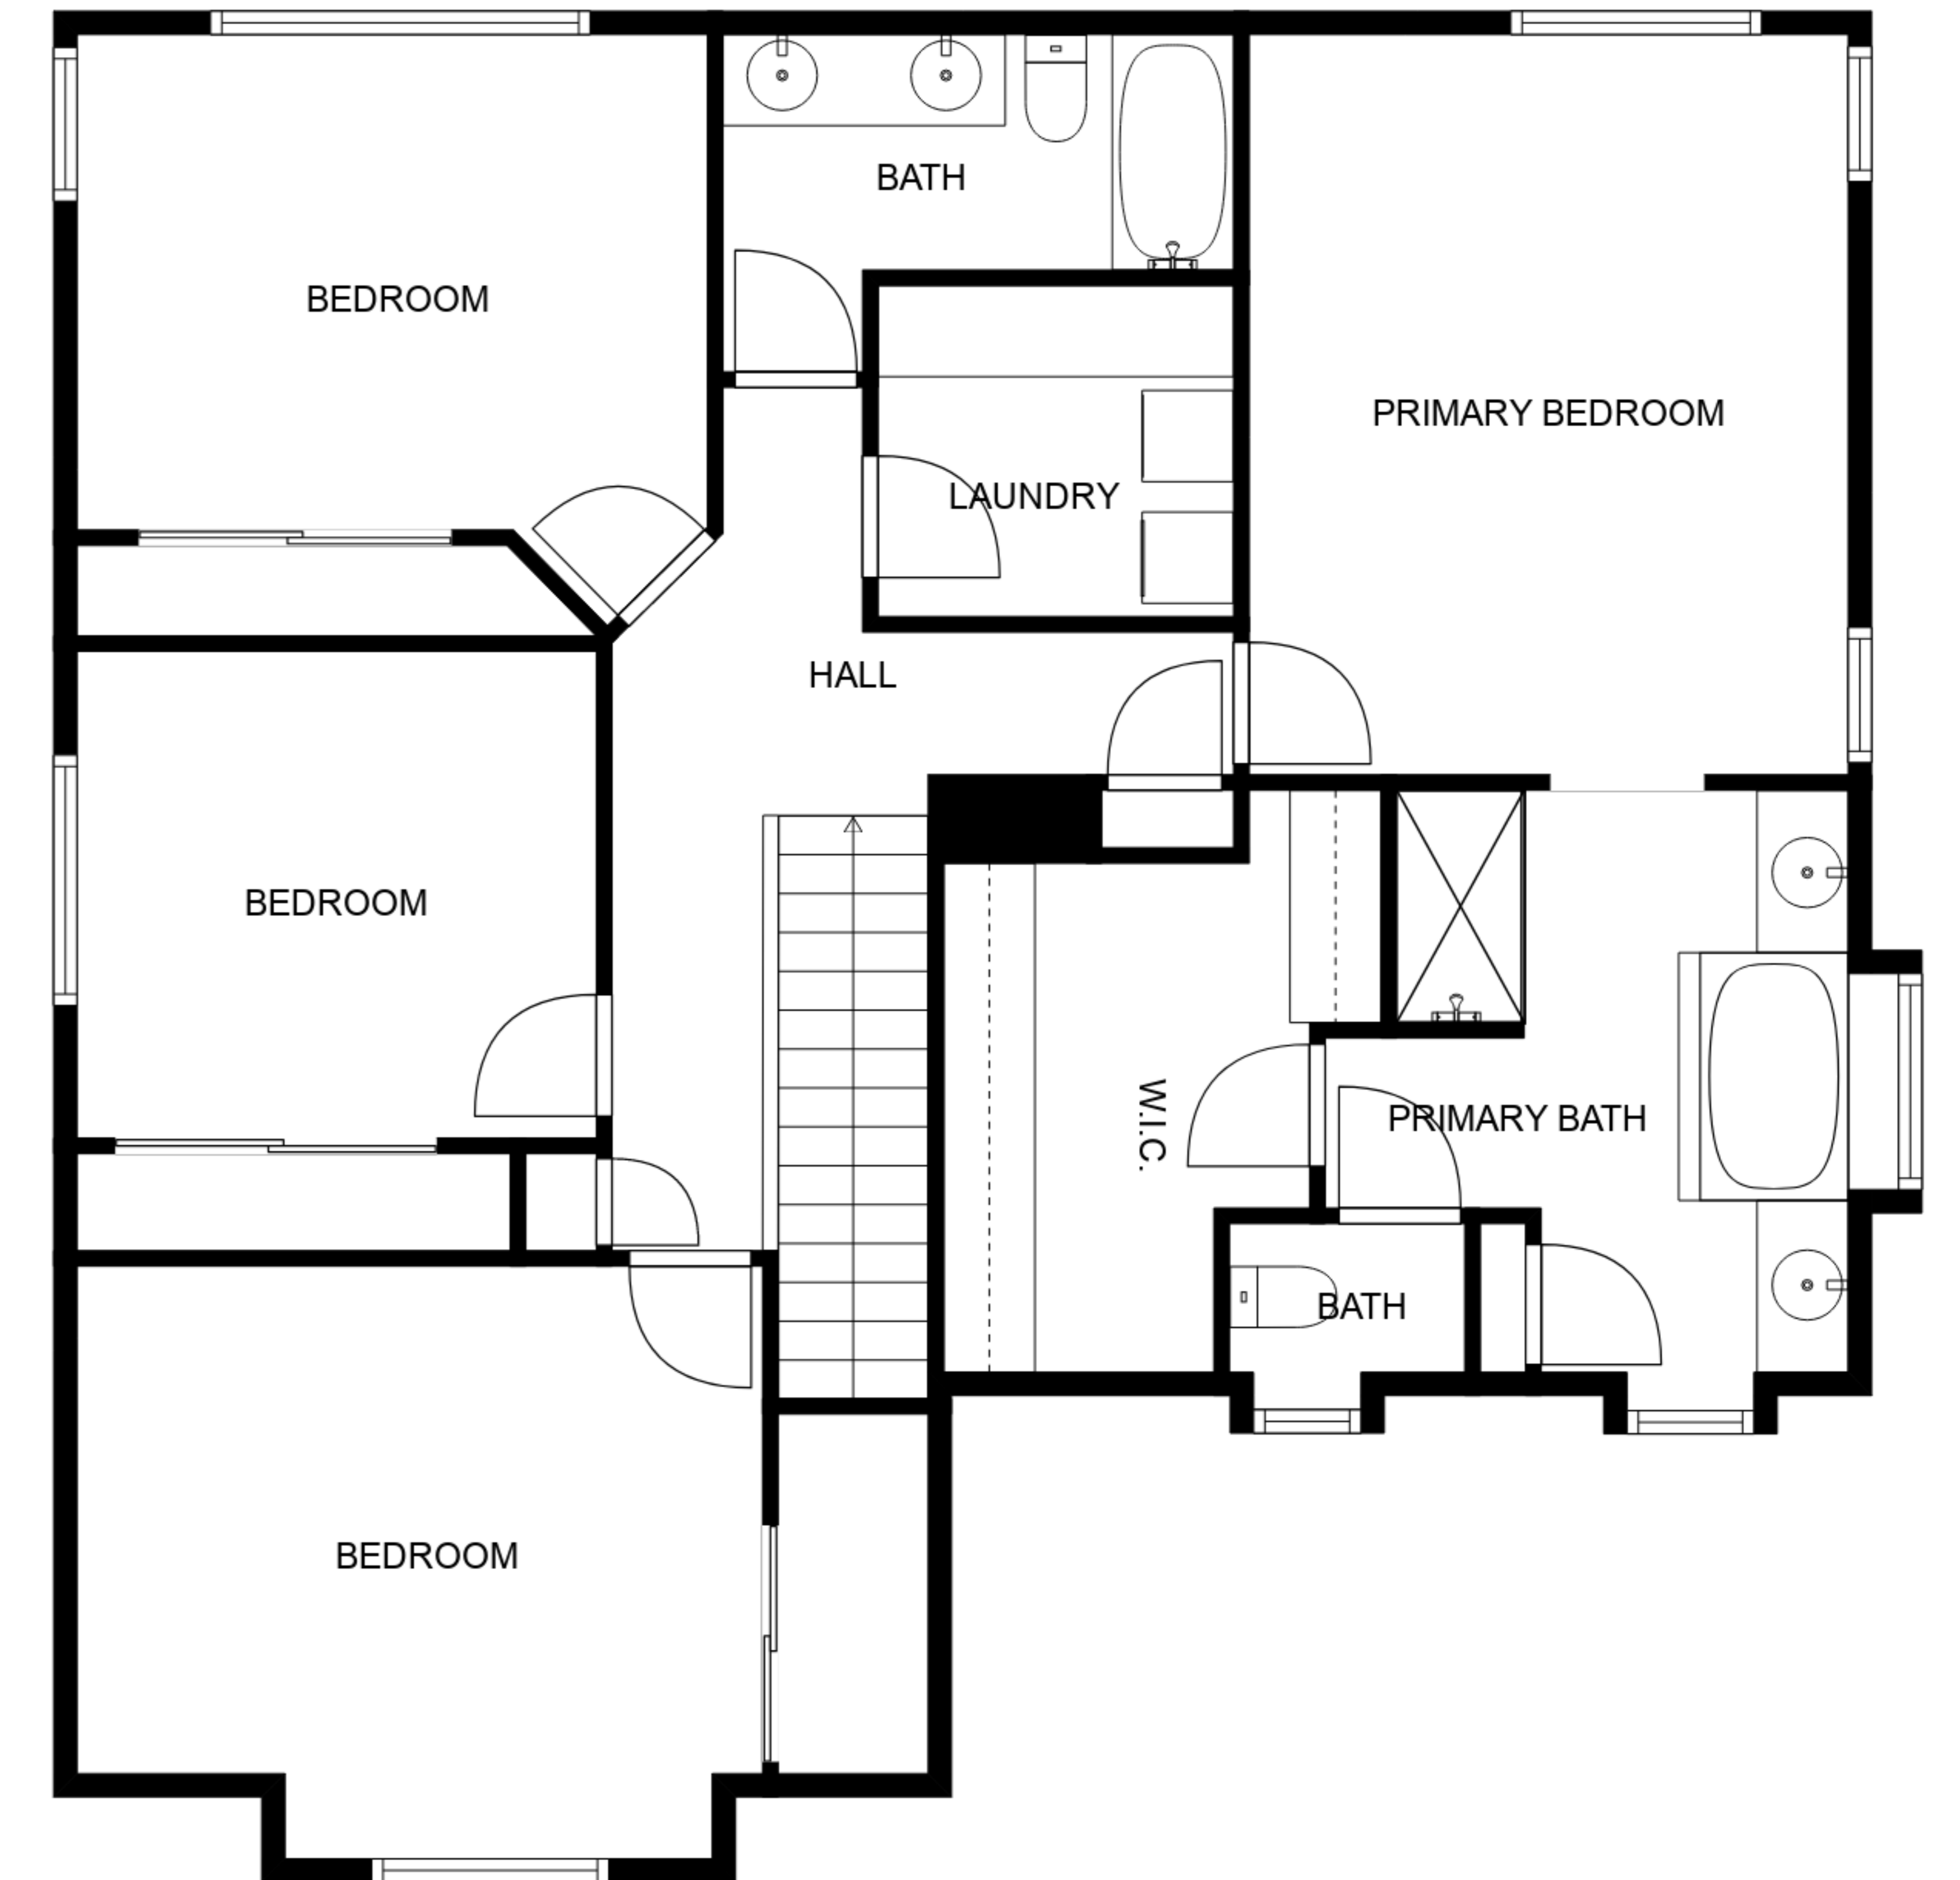 BATH
BEDROOM
PRIMARY BEDROOM
LAUNDRY
HALL
BEDROOM
W.I.C.
PRIMARY BATH
BATH
BEDROOM